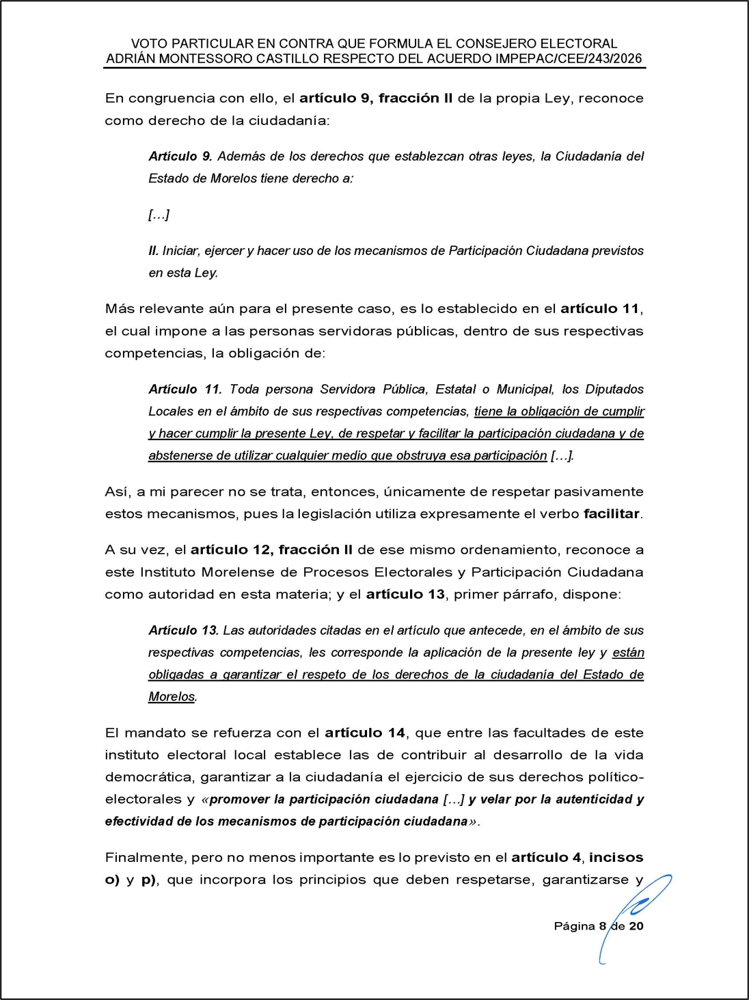 VOTO PARTICULAR EN CONTRA QUE FORMULA EL CONSEJERO ELECTORAL
ADRIÁN MONTESSORO CASTILLO RESPECTO DEL ACUERDO IMPEPAC/CEE/243/2026
En congruencia con ello, el artículo 9, fracción II de la propia Ley, reconoce
como derecho de la ciudadanía:
Artículo 9. Además de los derechos que establezcan otras leyes, la Ciudadanía del
Estado de Morelos tiene derecho a:
[…]
II. Iniciar, ejercer y hacer uso de los mecanismos de Participación Ciudadana previstos
en esta Ley.
Más relevante aún para el presente caso, es lo establecido en el artículo 11,
el cual impone a las personas servidoras públicas, dentro de sus respectivas
competencias, la obligación de:
Artículo 11. Toda persona Servidora Pública, Estatal o Municipal, los Diputados
Locales en el ámbito de sus respectivas competencias, tiene la obligación de cumplir
y hacer cumplir la presente Ley, de respetar y facilitar la participación ciudadana y de
abstenerse de utilizar cualquier medio que obstruya esa participación […].
Así, a mi parecer no se trata, entonces, únicamente de respetar pasivamente
estos mecanismos, pues la legislación utiliza expresamente el verbo facilitar.
A su vez, el artículo 12, fracción II de ese mismo ordenamiento, reconoce a
este Instituto Morelense de Procesos Electorales y Participación Ciudadana
como autoridad en esta materia; y el artículo 13, primer párrafo, dispone:
Artículo 13. Las autoridades citadas en el artículo que antecede, en el ámbito de sus
respectivas competencias, les corresponde la aplicación de la presente ley y están
obligadas a garantizar el respeto de los derechos de la ciudadanía del Estado de
Morelos.
El mandato se refuerza con el artículo 14, que entre las facultades de este
instituto electoral local establece las de contribuir al desarrollo de la vida
democrática, garantizar a la ciudadanía el ejercicio de sus derechos político-
electorales y «promover la participación ciudadana […] y velar por la autenticidad y
efectividad de los mecanismos de participación ciudadana».
Finalmente, pero no menos importante es lo previsto en el artículo 4, incisos
o) y p), que incorpora los principios que deben respetarse, garantizarse y
Página 8 de 20